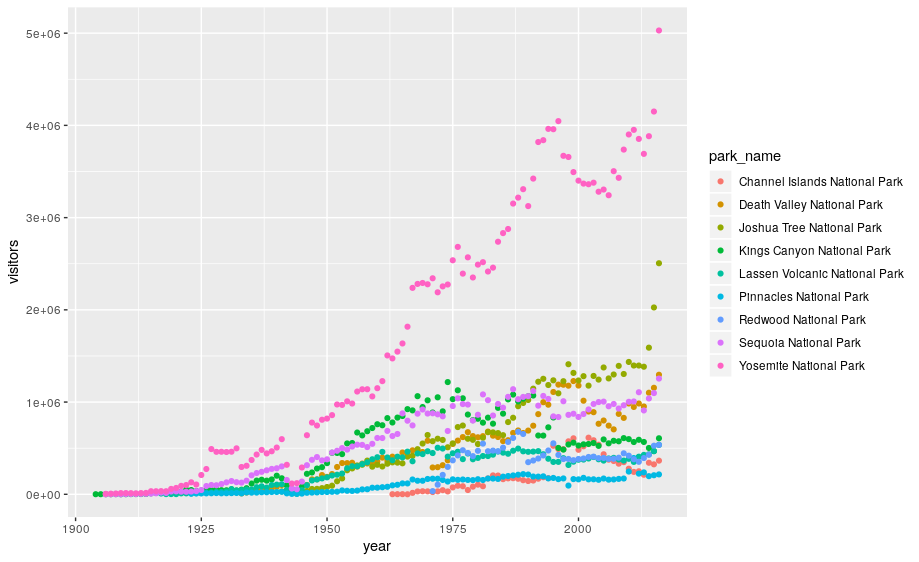 5e+06
4e+06
3e+06
2e+06
1e+06
0e+00
visitors
1900
1925
1950
1975
2000
year
park_name
Channel Islands National Park
Death Valley National Park
Joshua Tree National Park
Kings Canyon National Park
Lassen Volcanic National Park
Pinnacles National Park
Redwood National Park
Sequoia National Park
Yosemite National Park